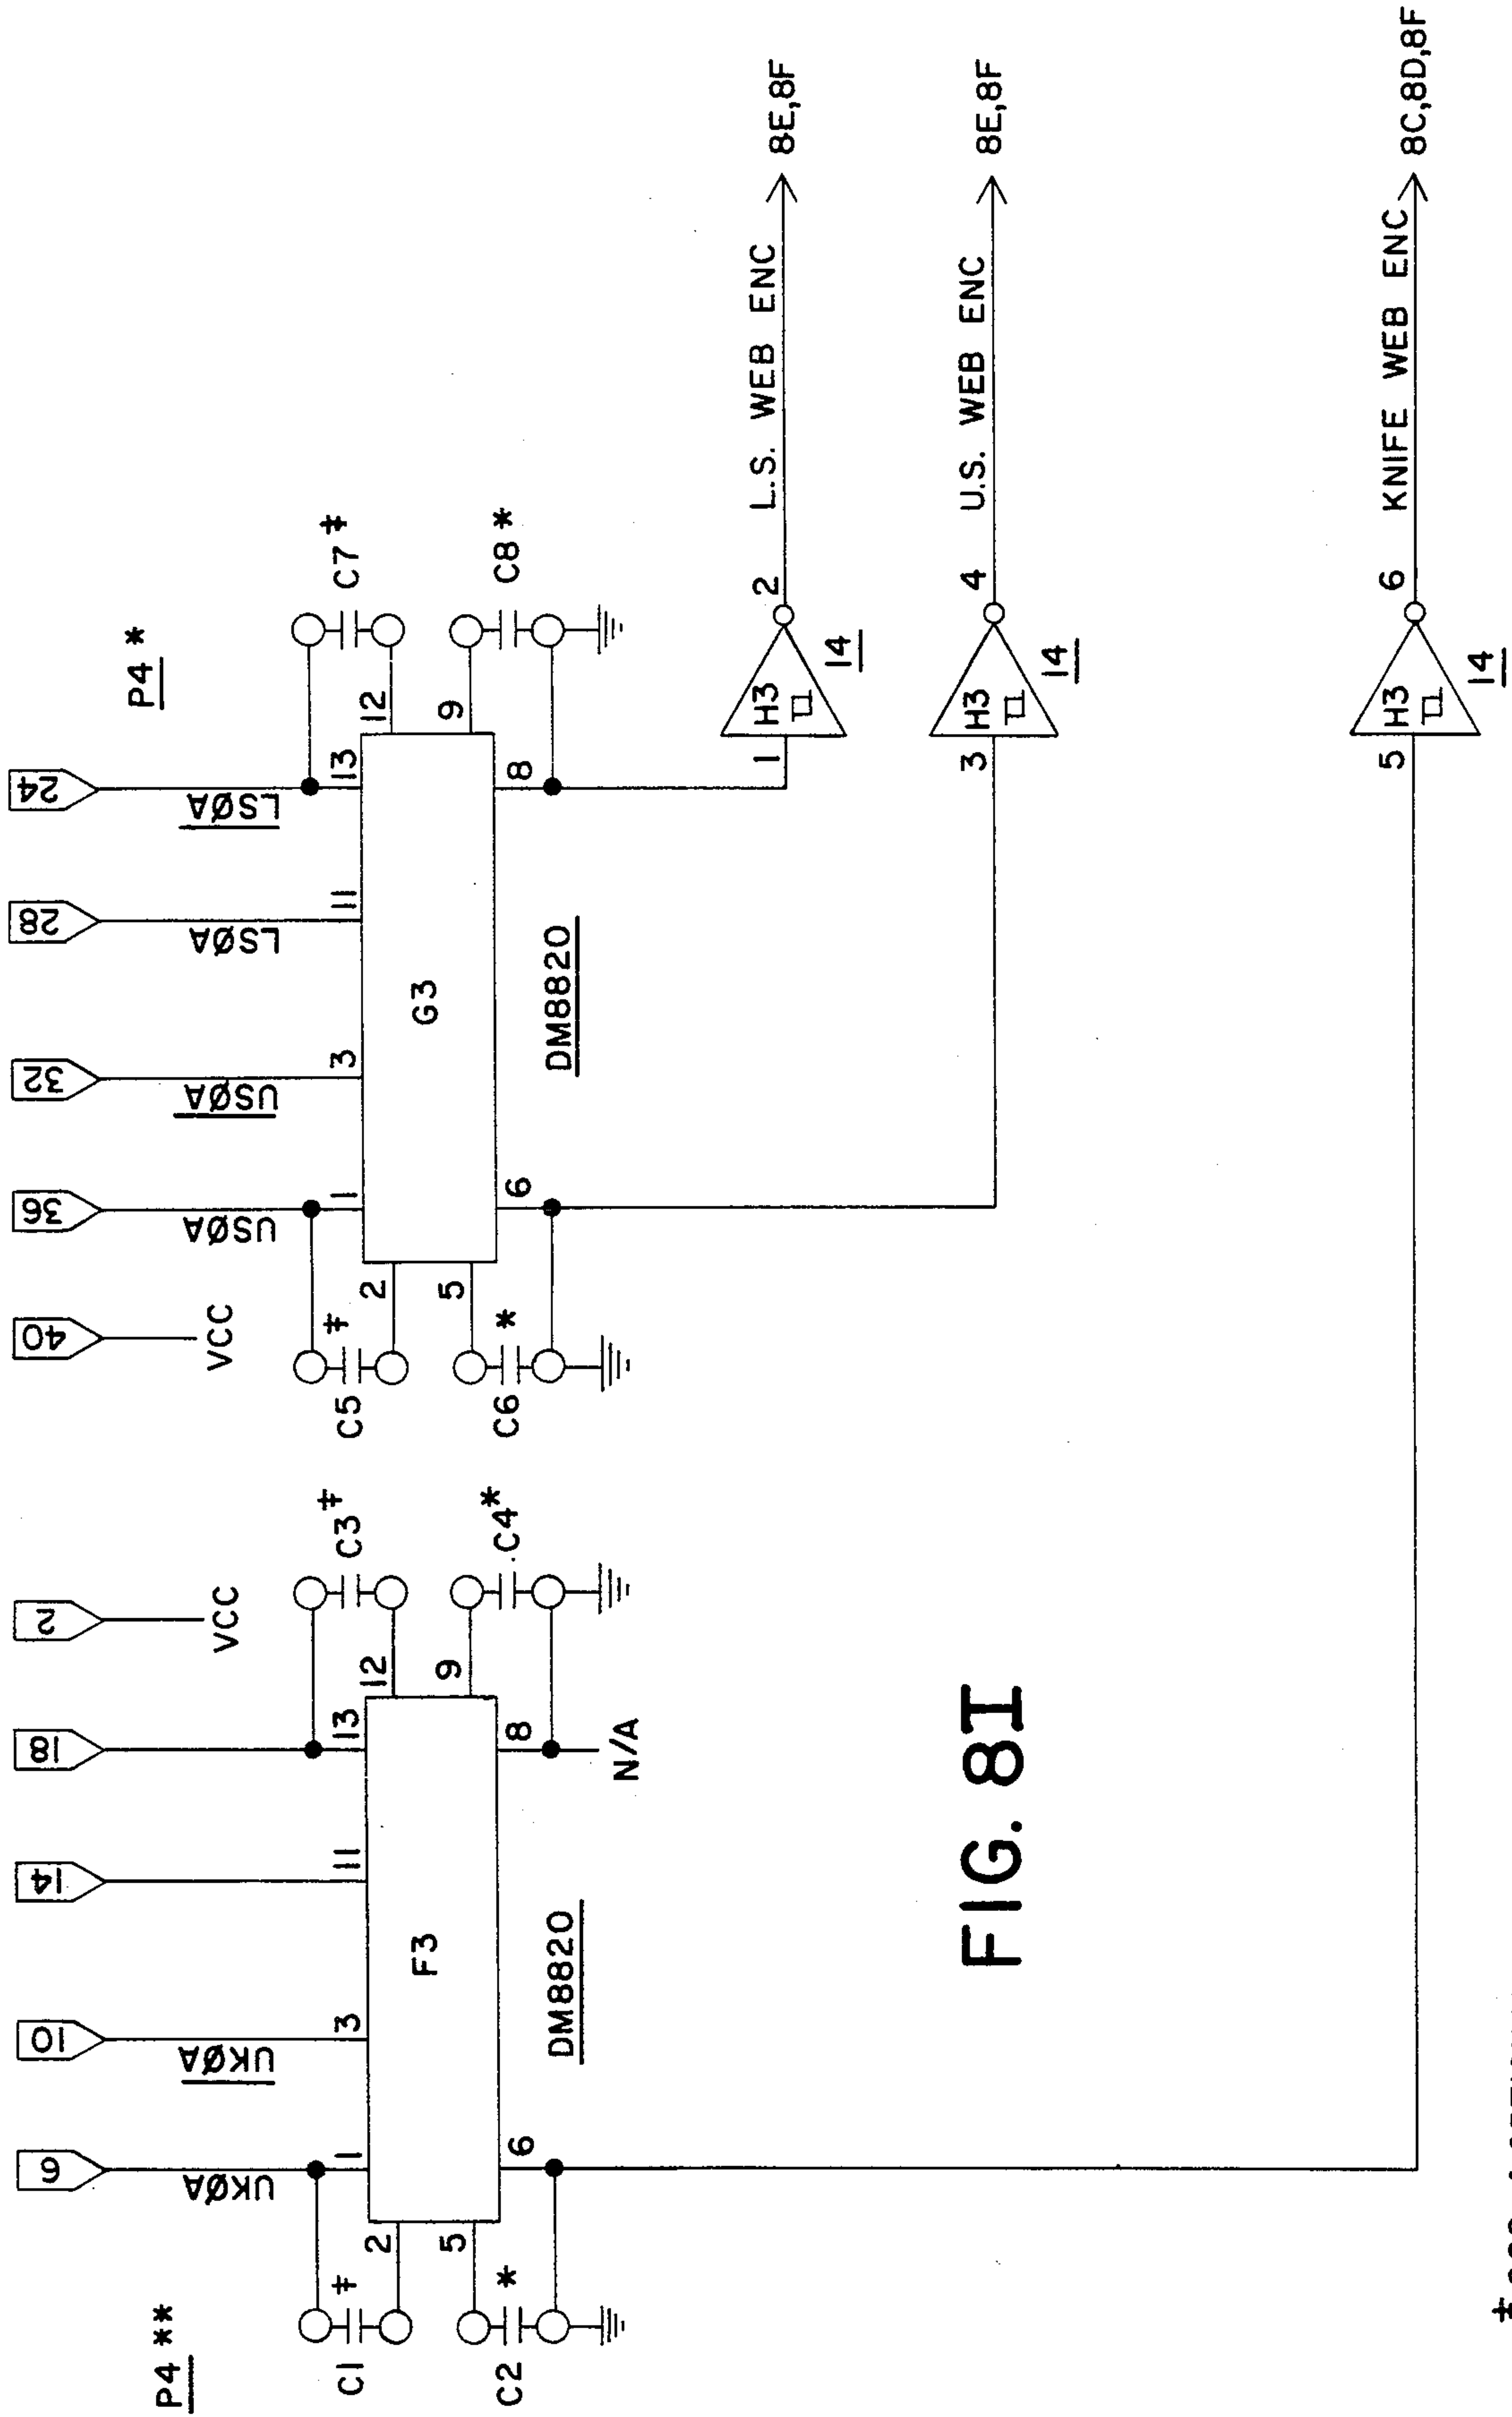 P4 **
6
10
14
18
2
40
36
32
28
24
P4 *
UKØA
UKØA
VCC
VCC
USØA
USØA
LSØA
LSØA
C1 ‡
C2 *
1
3
11
13
2
5
12
9
6
8
F3
DM8820
N/A
C3 ‡
C4 *
C5 ‡
C6 *
1
3
11
13
2
5
12
9
6
8
G3
DM8820
C7 ‡
C8 *
1
H3
14
2
L.S. WEB ENC
8E,8F
3
H3
14
4
U.S. WEB ENC
8E,8F
5
H3
14
6
KNIFE WEB ENC
8C,8D,8F
FIG. 8I